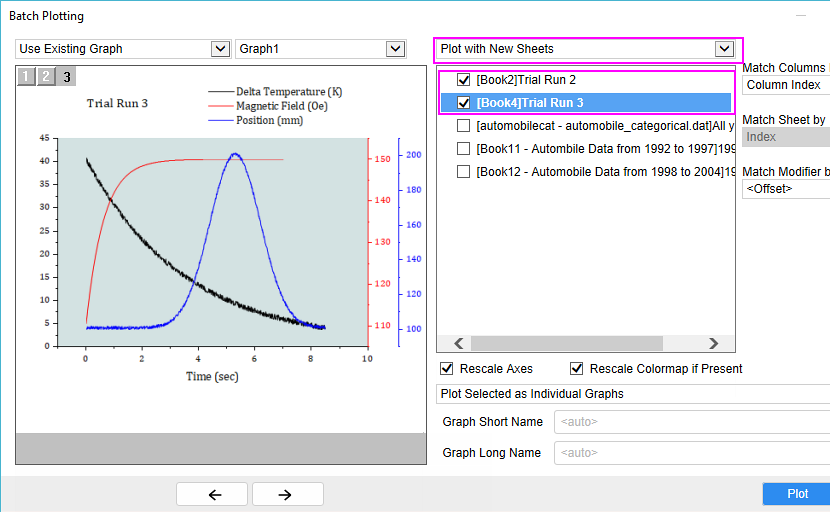 Batch Plotting
Use Existing Graph
Graph1
Plot with New Sheets
1 2 3
Trial Run 3
Delta Temperature (K)
Magnetic Field (Oe)
Position (mm)
45
40
35
30
25
20
15
10
5
0
150
140
130
120
110
200
180
160
140
120
100
0 2 4 6 8 10
Time (sec)
[Book2]Trial Run 2
[Book4]Trial Run 3
[automobilecat - automobile_categorical.dat]All y
[Book11 - Autombile Data from 1992 to 1997]199
[Book12 - Automobile Data from 1998 to 2004]19
Match Columns
Column Index
Match Sheet by
Index
Match Modifier b
<Offset>
Rescale Axes
Rescale Colormap if Present
Plot Selected as Individual Graphs
Graph Short Name
<auto>
Graph Long Name
<auto>
Plot